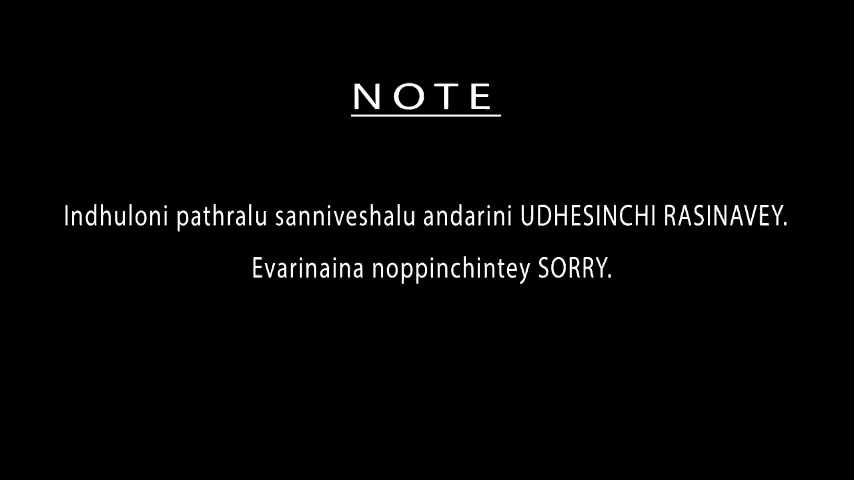 NOTE
Indhuloni pathralu sanniveshalu andarini UDHESINCHI RASINAVEY.
Evarinaina noppinchintey SORRY.